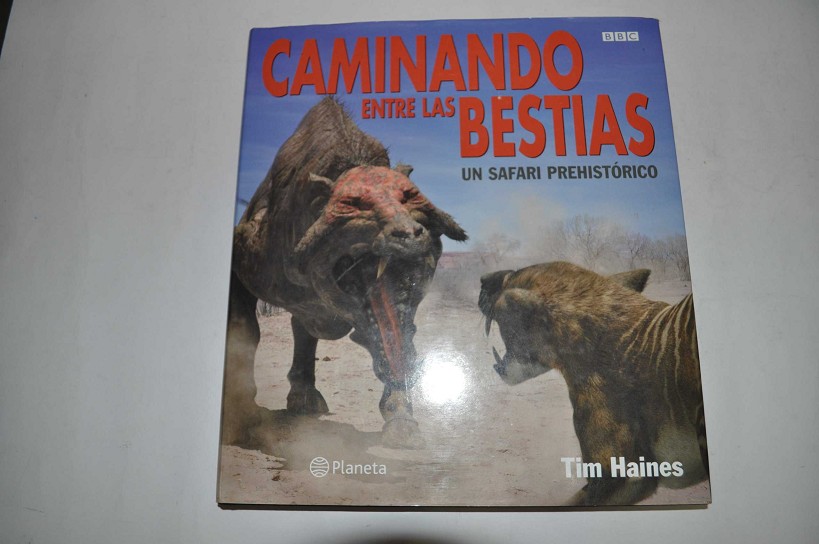 BBC
CAMINANDO
ENTRE LAS BESTIAS
UN SAFARI PREHISTÓRICO
Planeta
Tim Haines